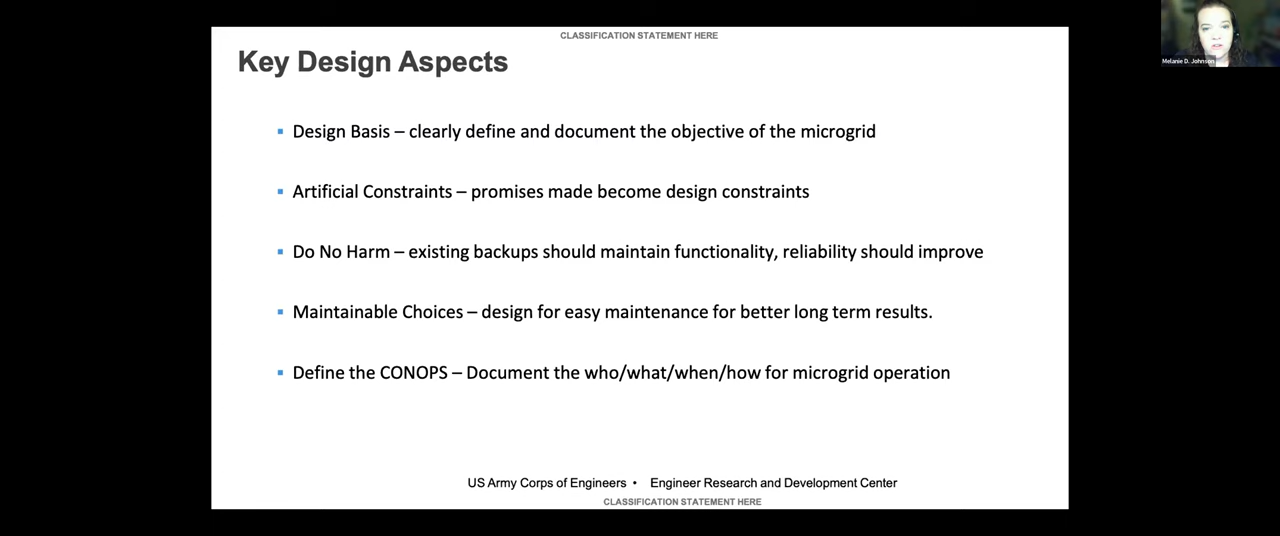 CLASSIFICATION STATEMENT HERE
Key Design Aspects
Melanie D. Johnson
▪ Design Basis – clearly define and document the objective of the microgrid
▪ Artificial Constraints – promises made become design constraints
▪ Do No Harm – existing backups should maintain functionality, reliability should improve
▪ Maintainable Choices – design for easy maintenance for better long term results.
▪ Define the CONOPS – Document the who/what/when/how for microgrid operation
US Army Corps of Engineers • Engineer Research and Development Center
CLASSIFICATION STATEMENT HERE